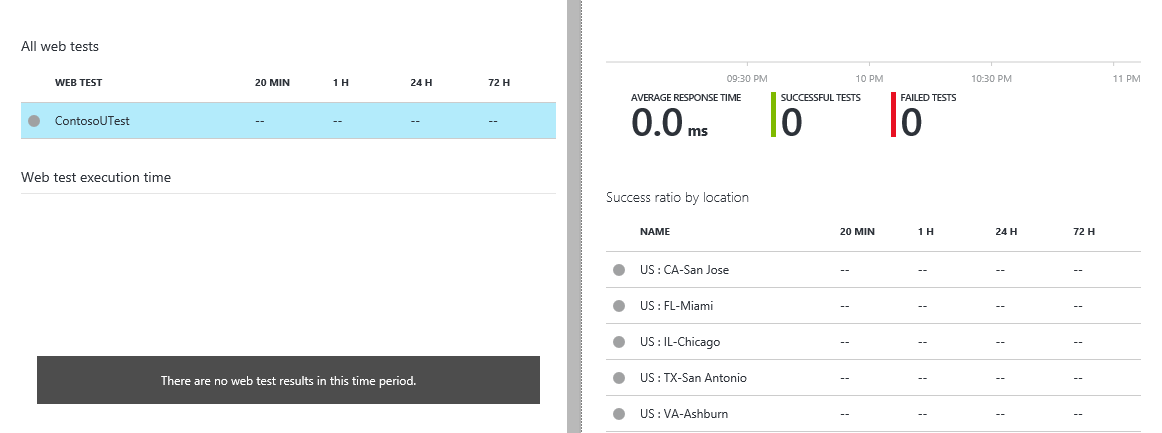 All web tests
WEB TEST 20 MIN 1 H 24 H 72 H
ContosoUTest -- -- -- --
Web test execution time
There are no web test results in this time period.
09:30 PM 10 PM 10:30 PM 11 PM
AVERAGE RESPONSE TIME SUCCESSFUL TESTS FAILED TESTS
0.0 ms 0 0
Success ratio by location
NAME 20 MIN 1 H 24 H 72 H
US : CA-San Jose -- -- -- --
US : FL-Miami -- -- -- --
US : IL-Chicago -- -- -- --
US : TX-San Antonio -- -- -- --
US : VA-Ashburn -- -- -- --